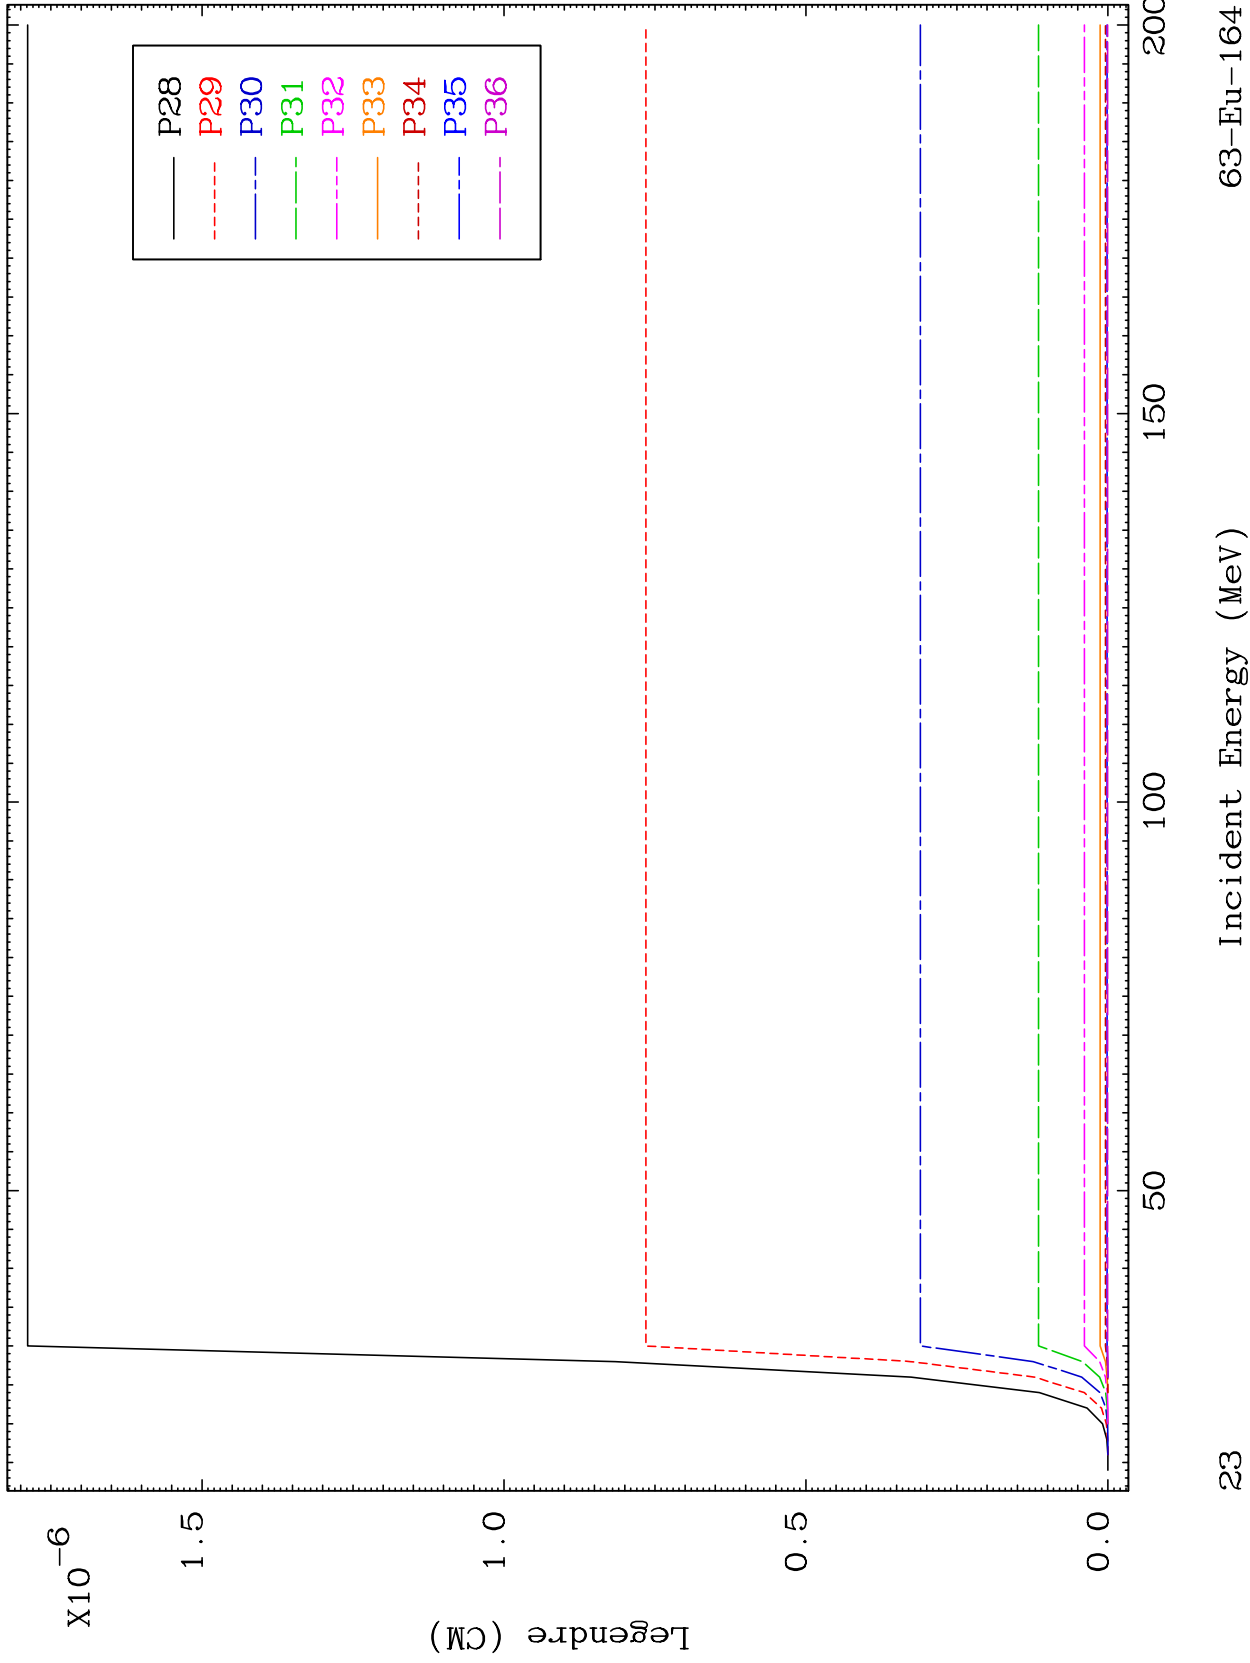 X10-6
1.5
1.0
0.5
0.0
Legendre (CM)
P28
P29
P30
P31
P32
P33
P34
P35
P36
50
100
150
200
Incident Energy (MeV)
23
63-Eu-164